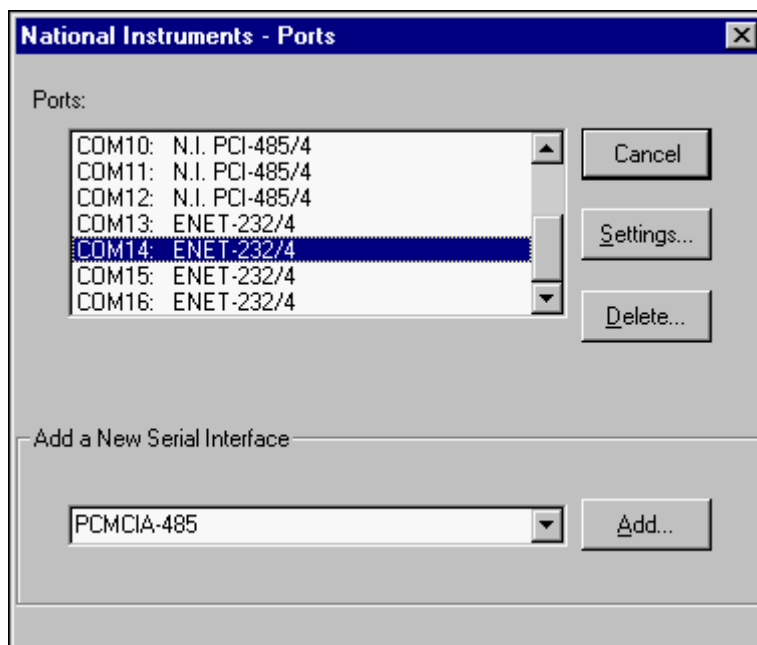 National Instruments - Ports
Ports:
COM10: N.I. PCI-485/4
COM11: N.I. PCI-485/4
COM12: N.I. PCI-485/4
COM13: ENET-232/4
COM14: ENET-232/4
COM15: ENET-232/4
COM16: ENET-232/4
Cancel
Settings...
Delete...
Add a New Serial Interface
PCMCIA-485
Add...